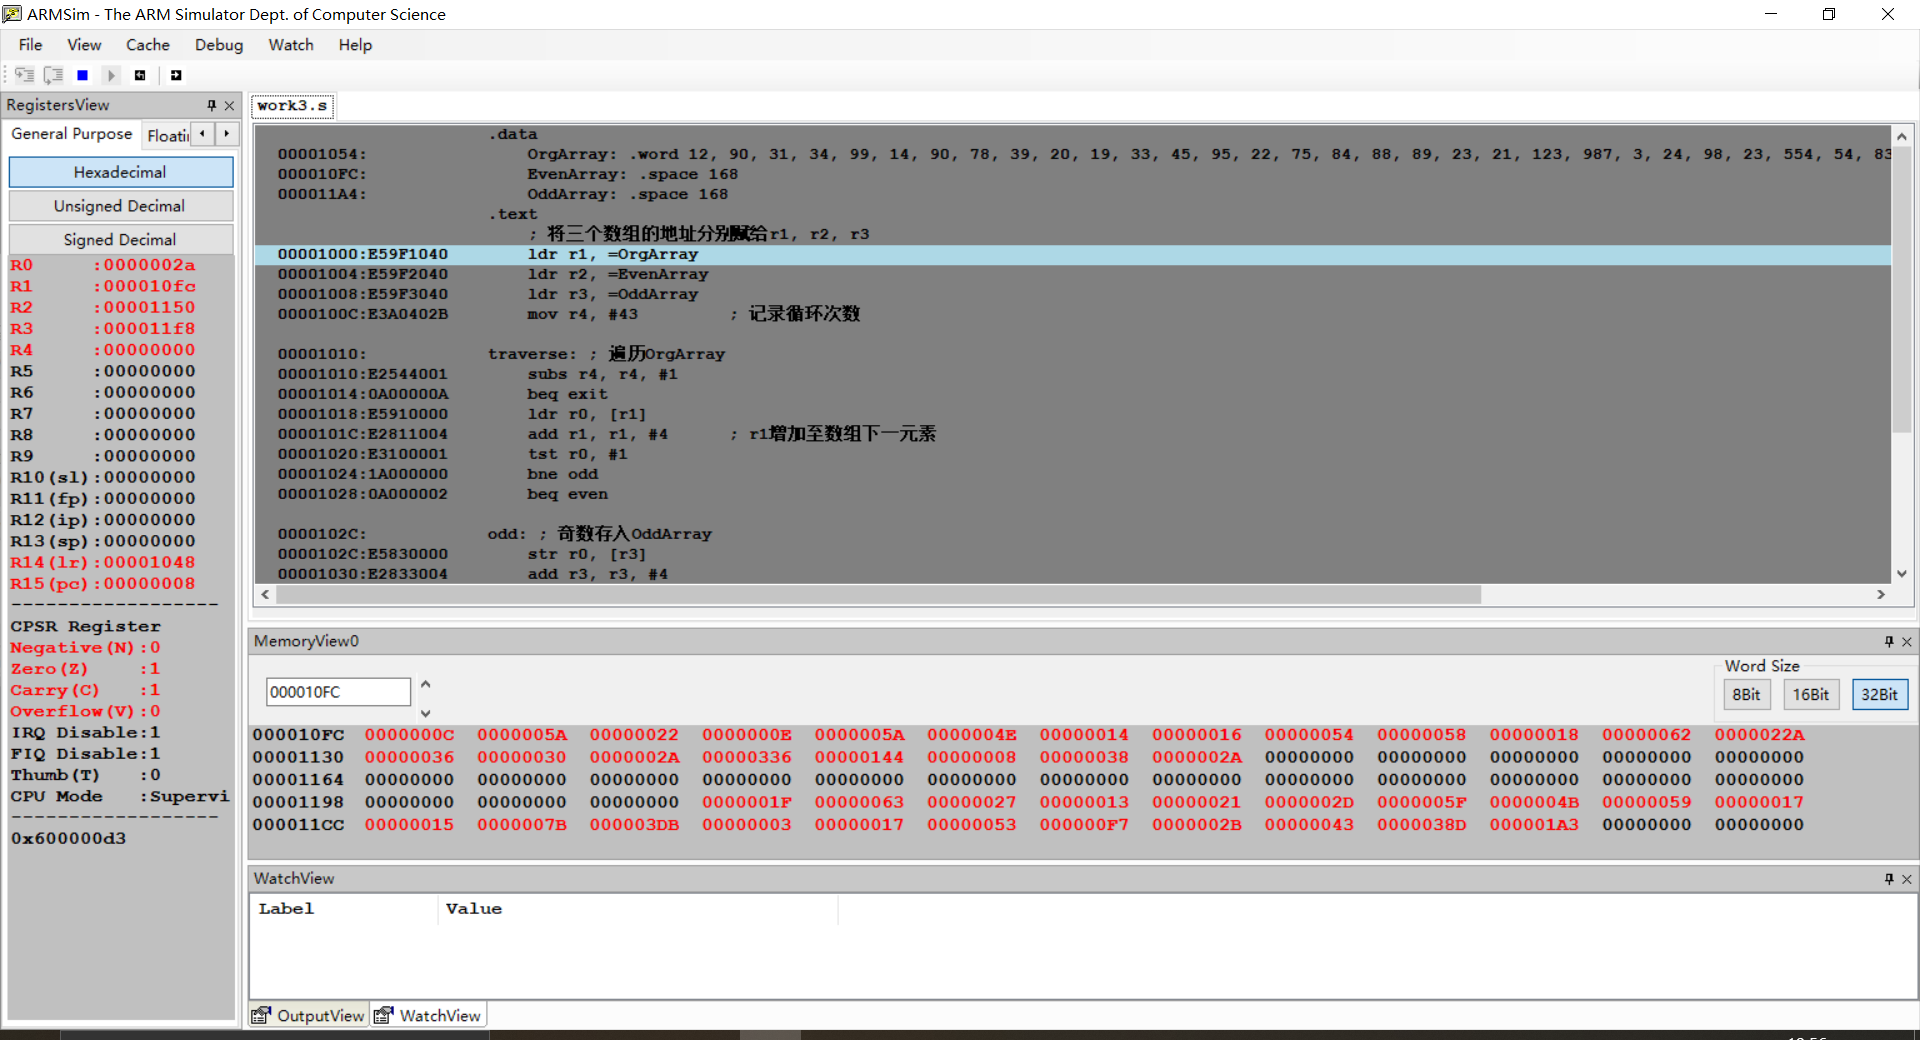 ARMSim - The ARM Simulator Dept. of Computer Science
File View Cache Debug Watch Help
RegistersView
General Purpose Floatin
Hexadecimal
Unsigned Decimal
Signed Decimal
R0 :0000002a
R1 :000010fc
R2 :00001150
R3 :000011f8
R4 :00000000
R5 :00000000
R6 :00000000
R7 :00000000
R8 :00000000
R9 :00000000
R10(sl):00000000
R11(fp):00000000
R12(ip):00000000
R13(sp):00000000
R14(lr):00001048
R15(pc):00000008
------------------
CPSR Register
Negative(N):0
Zero(Z) :1
Carry(C) :1
Overflow(V):0
IRQ Disable:1
FIQ Disable:1
Thumb(T) :0
CPU Mode :Supervi
------------------
0x600000d3
work3.s
.data
00001054: OrgArray: .word 12, 90, 31, 34, 99, 14, 90, 78, 39, 20, 19, 33, 45, 95, 22, 75, 84, 88, 89, 23, 21, 123, 987, 3, 24, 98, 23, 554, 54, 83
000010FC: EvenArray: .space 168
000011A4: OddArray: .space 168
.text
; 将三个数组的地址分别赋给r1, r2, r3
00001000:E59F1040 ldr r1, =OrgArray
00001004:E59F2040 ldr r2, =EvenArray
00001008:E59F3040 ldr r3, =OddArray
0000100C:E3A0402B mov r4, #43 ; 记录循环次数
00001010: traverse: ; 遍历OrgArray
00001010:E2544001 subs r4, r4, #1
00001014:0A00000A beq exit
00001018:E5910000 ldr r0, [r1]
0000101C:E2811004 add r1, r1, #4 ; r1增加至数组下一元素
00001020:E3100001 tst r0, #1
00001024:1A000000 bne odd
00001028:0A000002 beq even
0000102C: odd: ; 奇数存入OddArray
0000102C:E5830000 str r0, [r3]
00001030:E2833004 add r3, r3, #4
MemoryView0
000010FC
Word Size
8Bit 16Bit 32Bit
000010FC 0000000C 0000005A 00000022 0000000E 0000005A 0000004E 00000014 00000016 00000054 00000058 00000018 00000062 0000022A
00001130 00000036 00000030 0000002A 00000336 00000144 00000008 00000038 0000002A 00000000 00000000 00000000 00000000 00000000
00001164 00000000 00000000 00000000 00000000 00000000 00000000 00000000 00000000 00000000 00000000 00000000 00000000 00000000
00001198 00000000 00000000 00000000 0000001F 00000063 00000027 00000013 00000021 0000002D 0000005F 0000004B 00000059 00000017
000011CC 00000015 0000007B 000003DB 00000003 00000017 00000053 000000F7 0000002B 00000043 0000038D 000001A3 00000000 00000000
WatchView
Label Value
OutputView WatchView